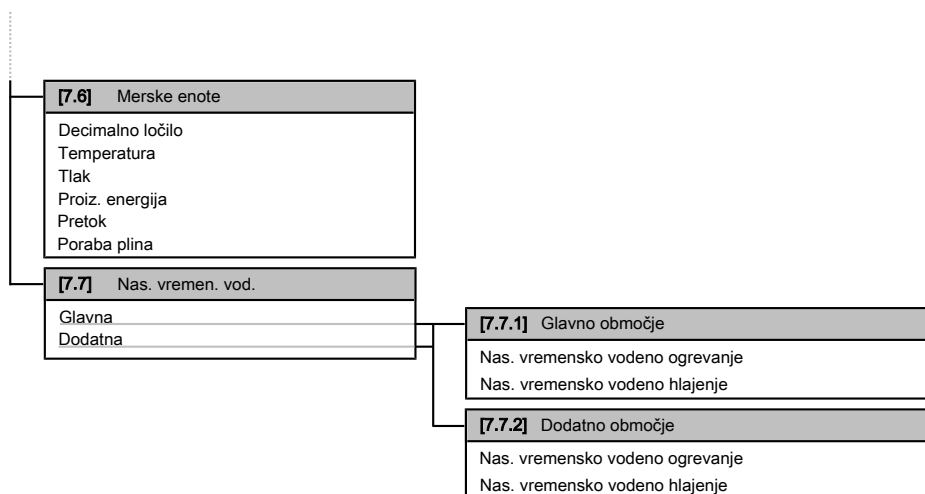 [7.6] Merske enote
Decimalno ločilo
Temperatura
Tlak
Proiz. energija
Pretok
Poraba plina
[7.7] Nas. vremen. vod.
Glavna
Dodatna
[7.7.1] Glavno območje
Nas. vremensko vodeno ogrevanje
Nas. vremensko vodeno hlajenje
[7.7.2] Dodatno območje
Nas. vremensko vodeno ogrevanje
Nas. vremensko vodeno hlajenje